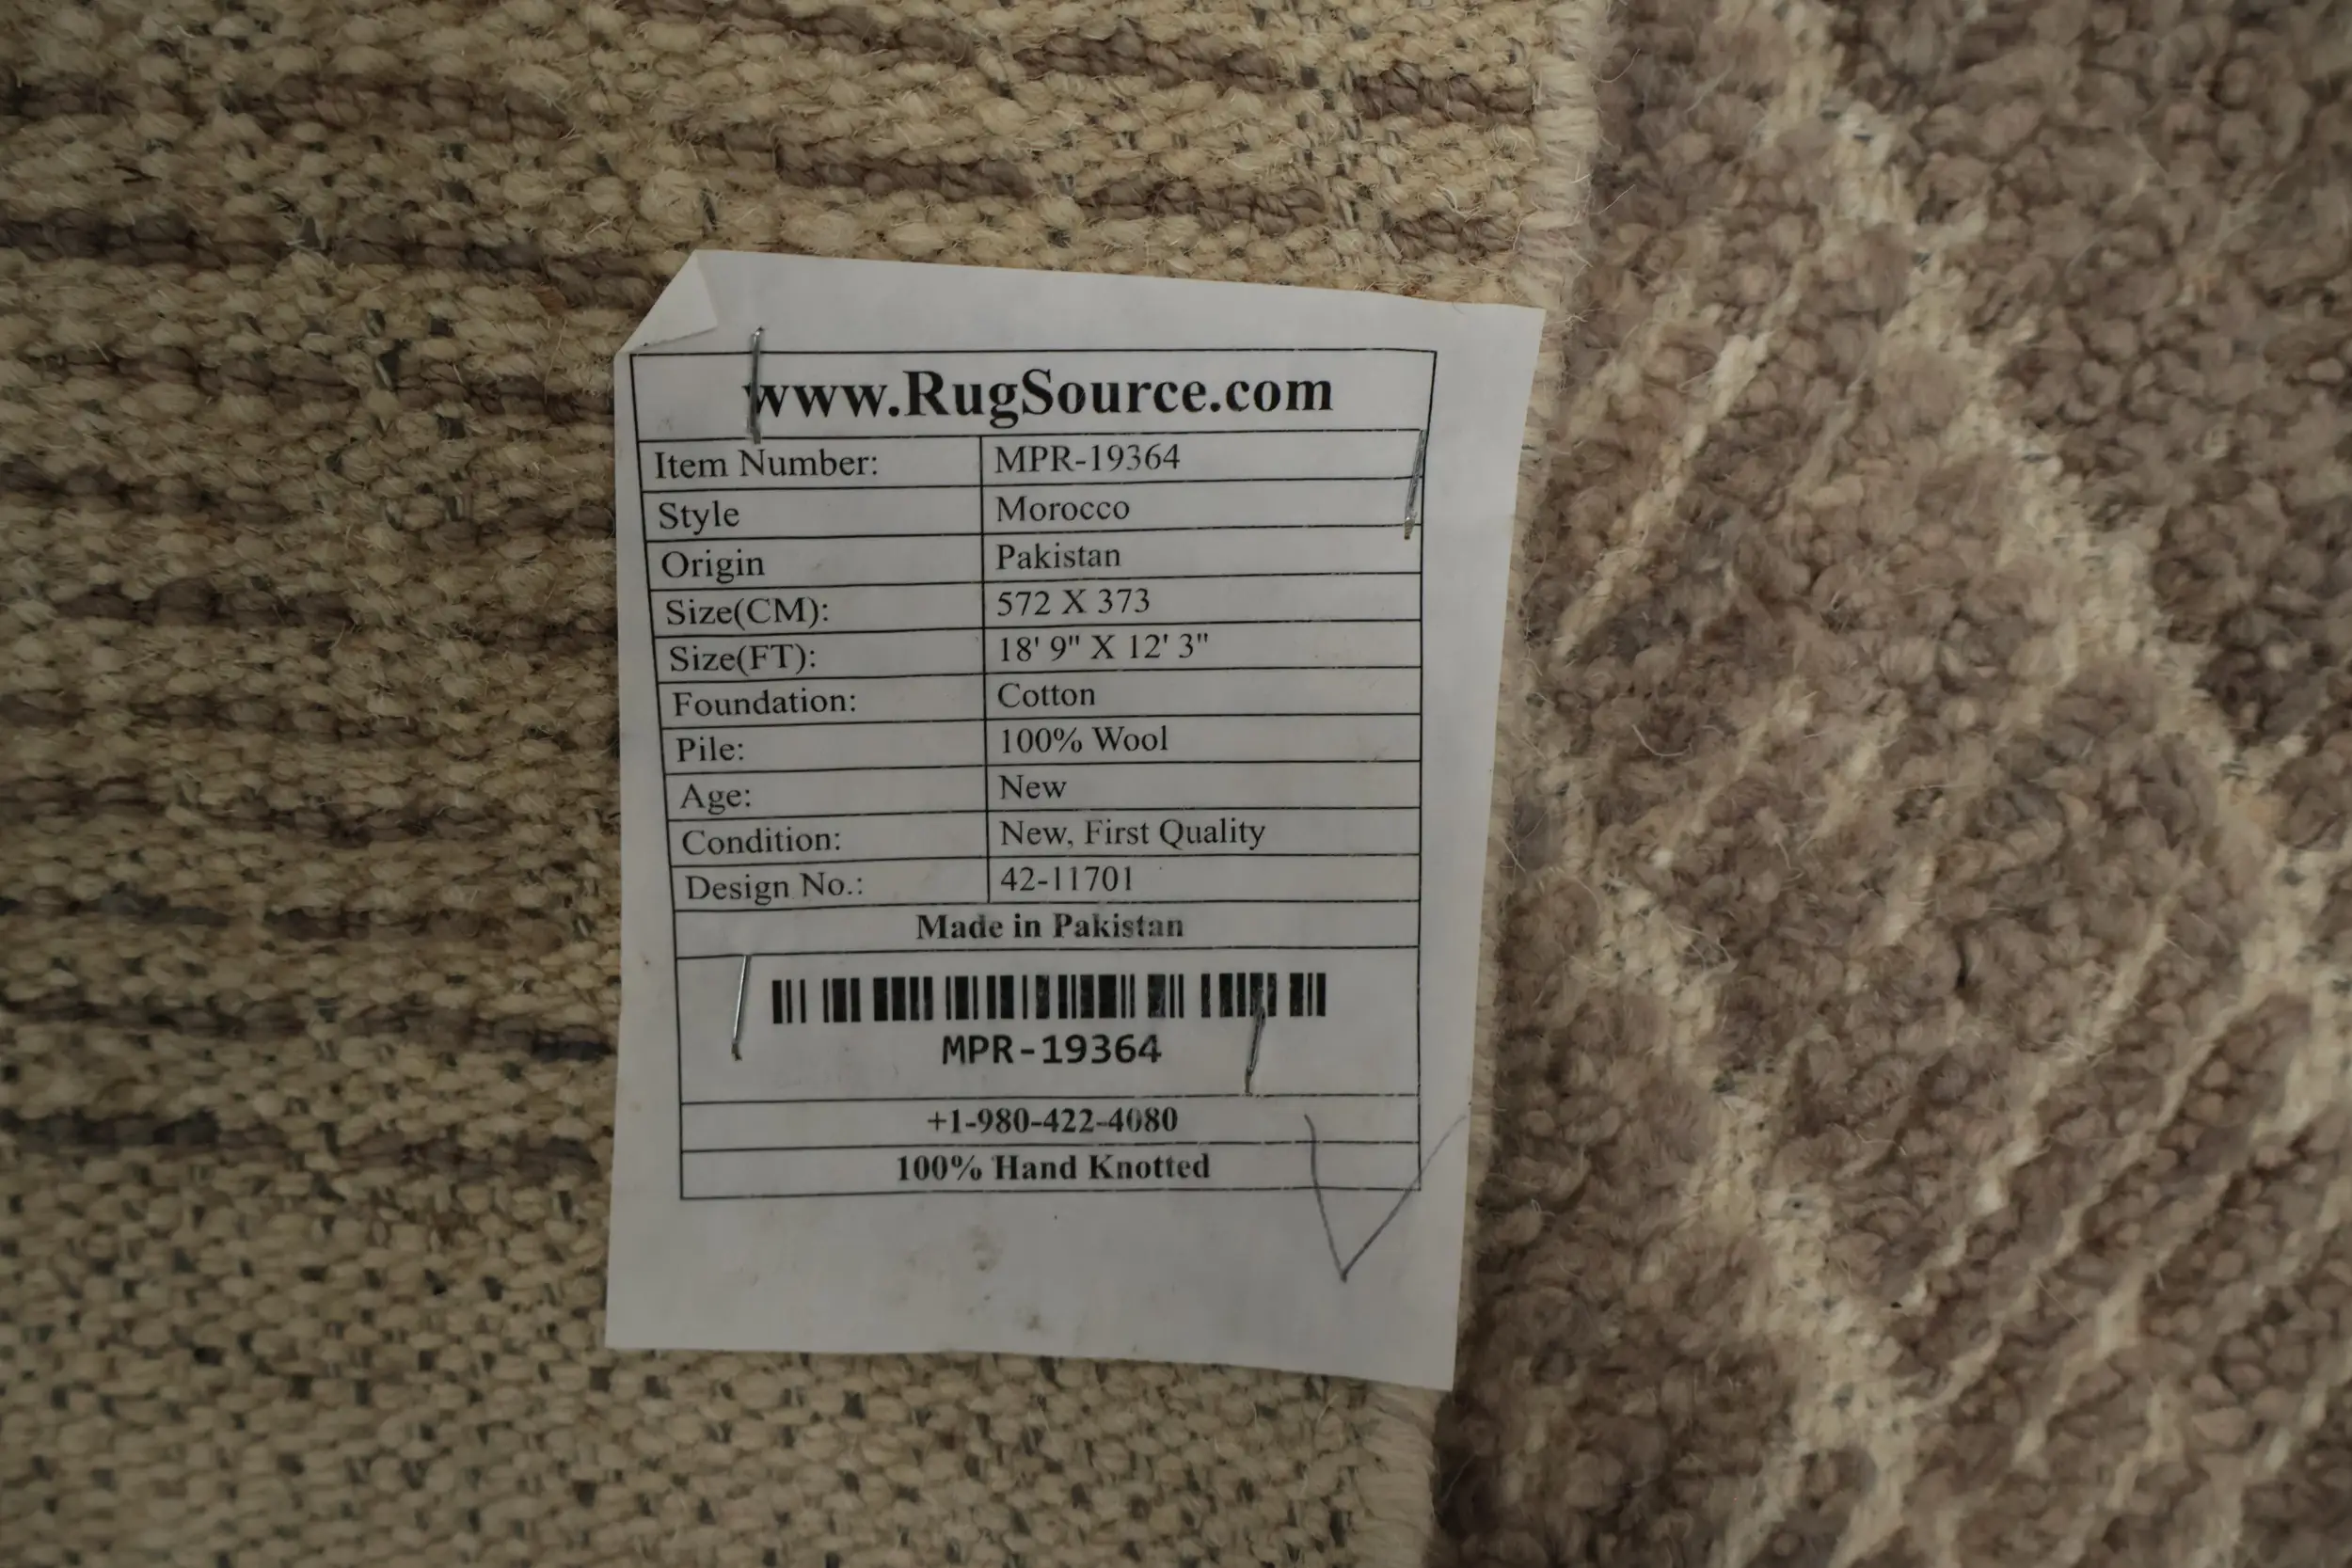 www.RugSource.com
Item Number: MPR-19364
Style Morocco
Origin Pakistan
Size(CM): 572 X 373
Size(FT): 18' 9" X 12' 3"
Foundation: Cotton
Pile: 100% Wool
Age: New
Condition: New, First Quality
Design No.: 42-11701
Made in Pakistan
MPR-19364
+1-980-422-4080
100% Hand Knotted